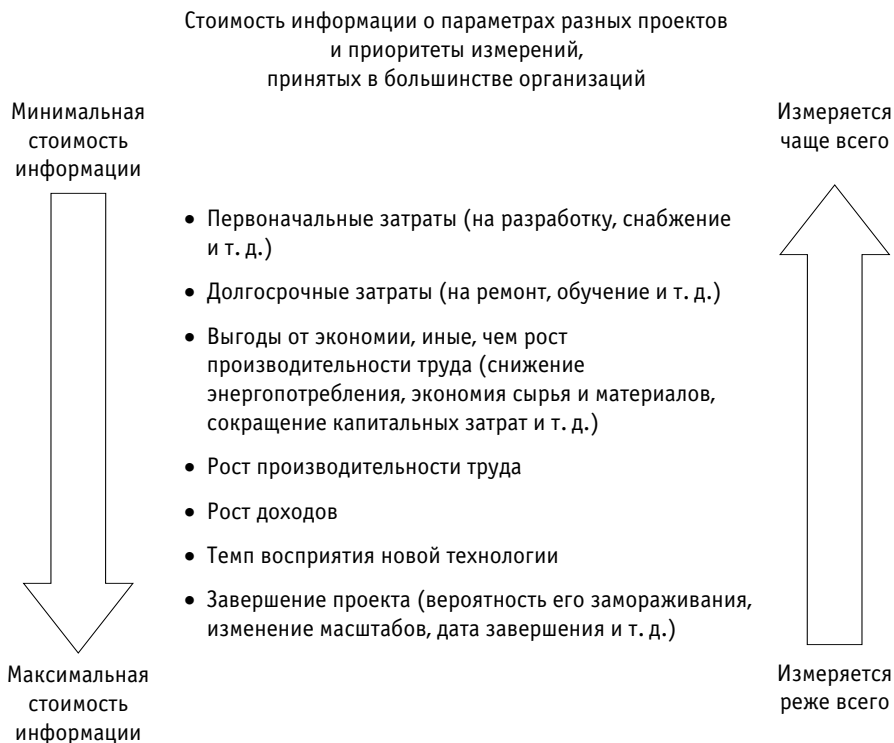 Стоимость информации о параметрах разных проектов
и приоритеты измерений,
принятых в большинстве организаций
Минимальная
стоимость
информации
Измеряется
чаще всего
• Первоначальные затраты (на разработку, снабжение
и т. д.)
• Долгосрочные затраты (на ремонт, обучение и т. д.)
• Выгоды от экономии, иные, чем рост
производительности труда (снижение
энергопотребления, экономия сырья и материалов,
сокращение капитальных затрат и т. д.)
• Рост производительности труда
• Рост доходов
• Темп восприятия новой технологии
• Завершение проекта (вероятность его замораживания,
изменение масштабов, дата завершения и т. д.)
Максимальная
стоимость
информации
Измеряется
реже всего